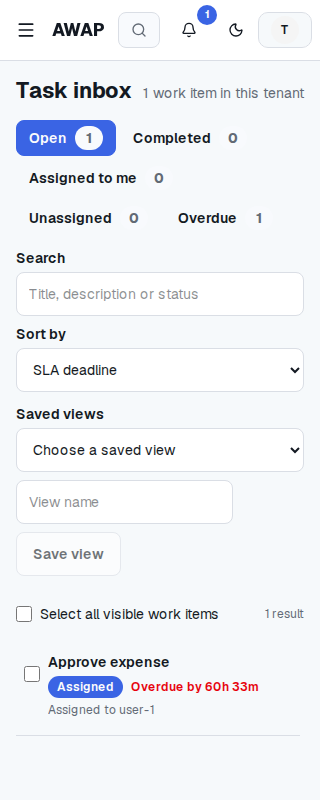 AWAP
1
T
Task inbox 1 work item in this tenant
Open 1 Completed 0
Assigned to me 0
Unassigned 0 Overdue 1
Search
Title, description or status
Sort by
SLA deadline
Saved views
Choose a saved view
View name
Save view
Select all visible work items 1 result
Approve expense
Assigned Overdue by 60h 33m
Assigned to user-1